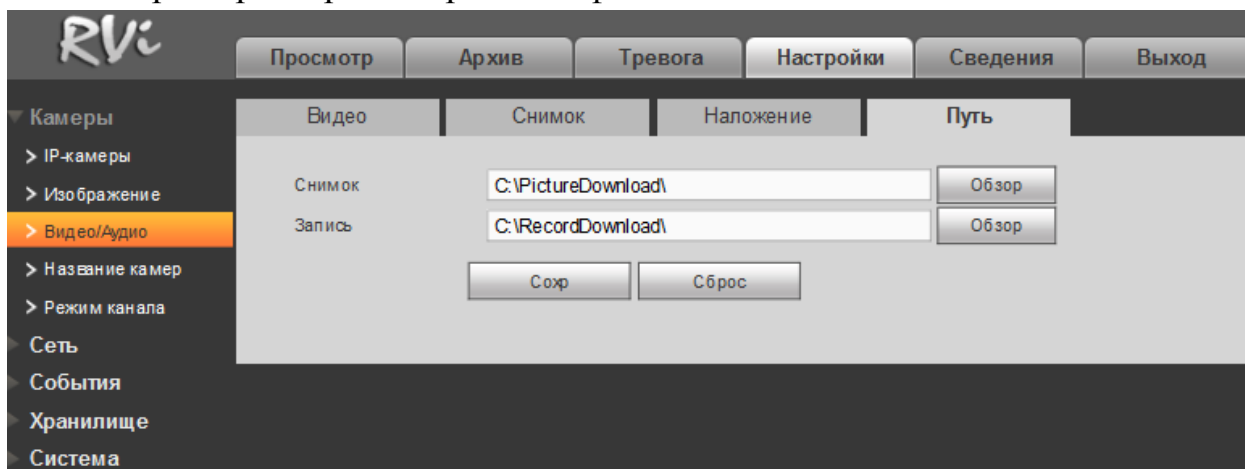 RVi
Просмотр Архив Тревога Настройки Сведения Выход
Камеры
Видео Снимок Наложение Путь
> IP-камеры
> Изображение
> Видео/Аудио
> Название камер
> Режим канала
Снимок C:\PictureDownload\ Обзор
Запись C:\RecordDownload\ Обзор
Сохр Сброс
Сеть
События
Хранилище
Система